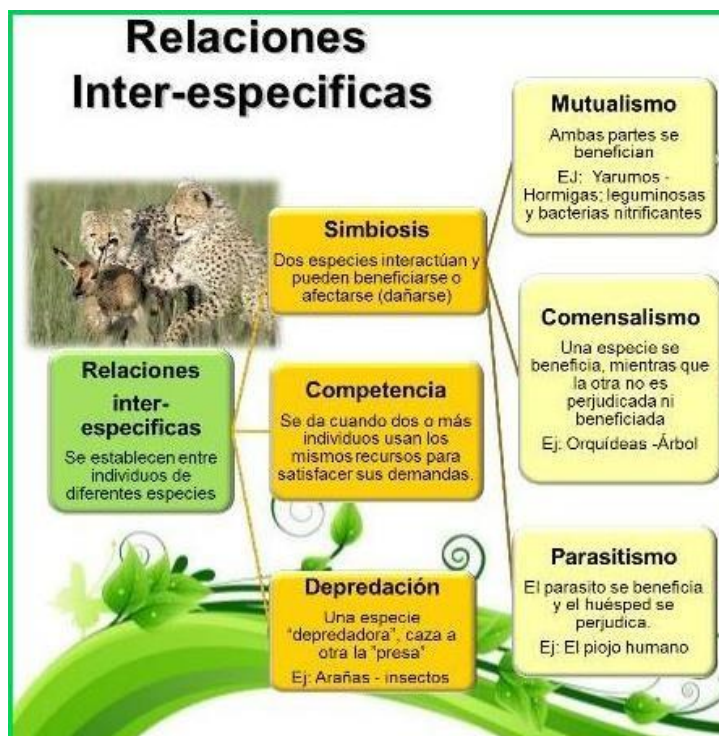 Relaciones
Inter-especificas
Relaciones
inter-
especificas
Se establecen entre
individuos de
diferentes especies
Simbiosis
Dos especies interactúan y
pueden beneficiarse o
afectarse (dañarse)
Competencia
Se da cuando dos o más
individuos usan los
mismos recursos para
satisfacer sus demandas.
Depredación
Una especie
"depredadora", caza a
otra la "presa"
Ej: Arañas - insectos
Mutualismo
Ambas partes se
benefician
EJ: Yarumos -
Hormigas; leguminosas
y bacterias nitrificantes
Comensalismo
Una especie se
beneficia, mientras que
la otra no es
perjudicada ni
beneficiada
Ej: Orquídeas -Árbol
Parasitismo
El parasito se beneficia
y el huésped se
perjudica.
Ej: El piojo humano